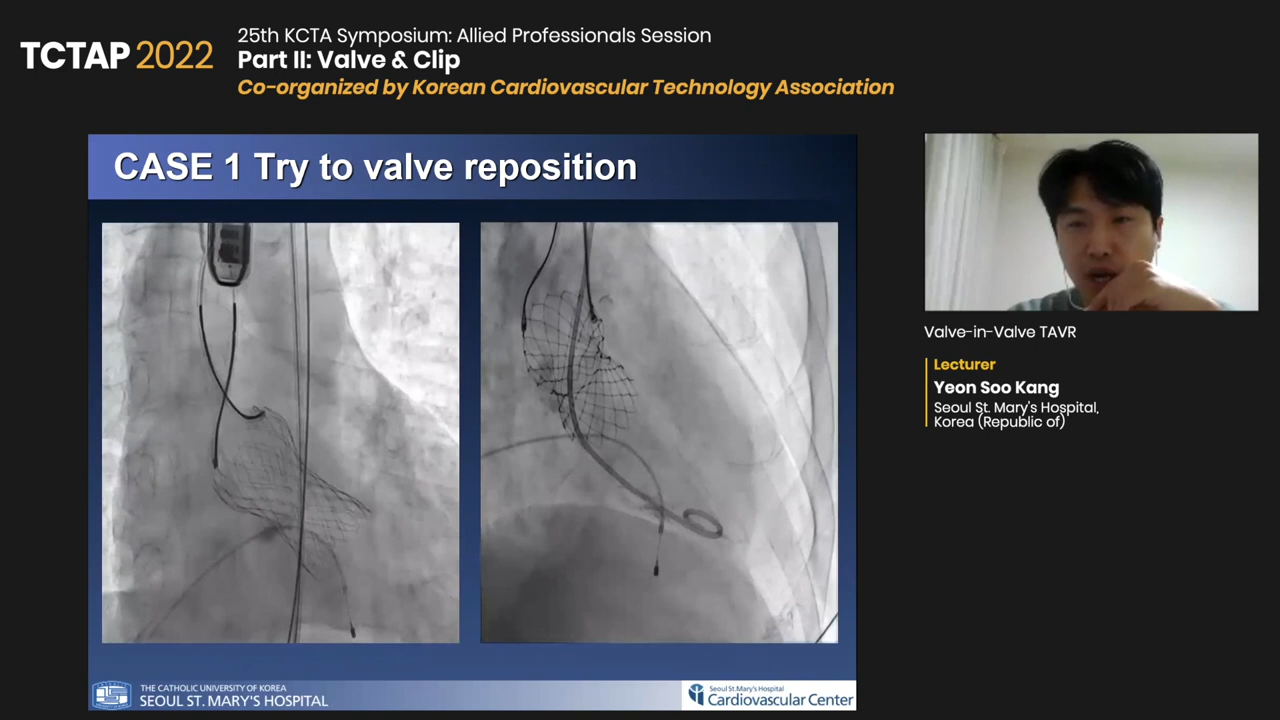 TCTAP 2022
25th KCTA Symposium: Allied Professionals Session
Part II: Valve & Clip
Co-organized by Korean Cardiovascular Technology Association
CASE 1 Try to valve reposition
Valve-in-Valve TAVR
Lecturer
Yeon Soo Kang
Seoul St. Mary's Hospital,
Korea (Republic of)
THE CATHOLIC UNIVERSITY OF KOREA
SEOUL ST. MARY'S HOSPITAL
Seoul St.Mary's Hospital
Cardiovascular Center